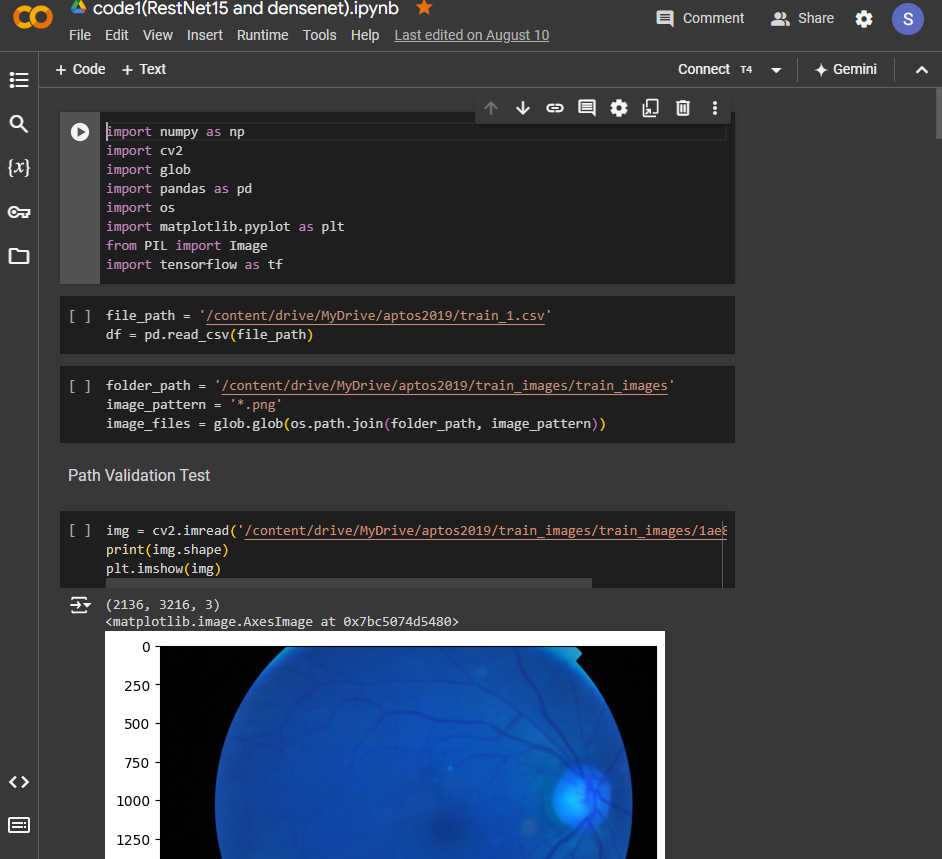 code1(RestNet15 and densenet).ipynb
File Edit View Insert Runtime Tools Help Last edited on August 10
Comment
Share
S
+ Code + Text
Connect T4
Gemini
{x}
import numpy as np
import cv2
import glob
import pandas as pd
import os
import matplotlib.pyplot as plt
from PIL import Image
import tensorflow as tf
[ ] file_path = '/content/drive/MyDrive/aptos2019/train_1.csv'
df = pd.read_csv(file_path)
[ ] folder_path = '/content/drive/MyDrive/aptos2019/train_images/train_images'
image_pattern = '*.png'
image_files = glob.glob(os.path.join(folder_path, image_pattern))
Path Validation Test
[ ] img = cv2.imread('/content/drive/MyDrive/aptos2019/train_images/train_images/1ae8
print(img.shape)
plt.imshow(img)
(2136, 3216, 3)
<matplotlib.image.AxesImage at 0x7bc5074d5480>
0
250
500
750
1000
1250